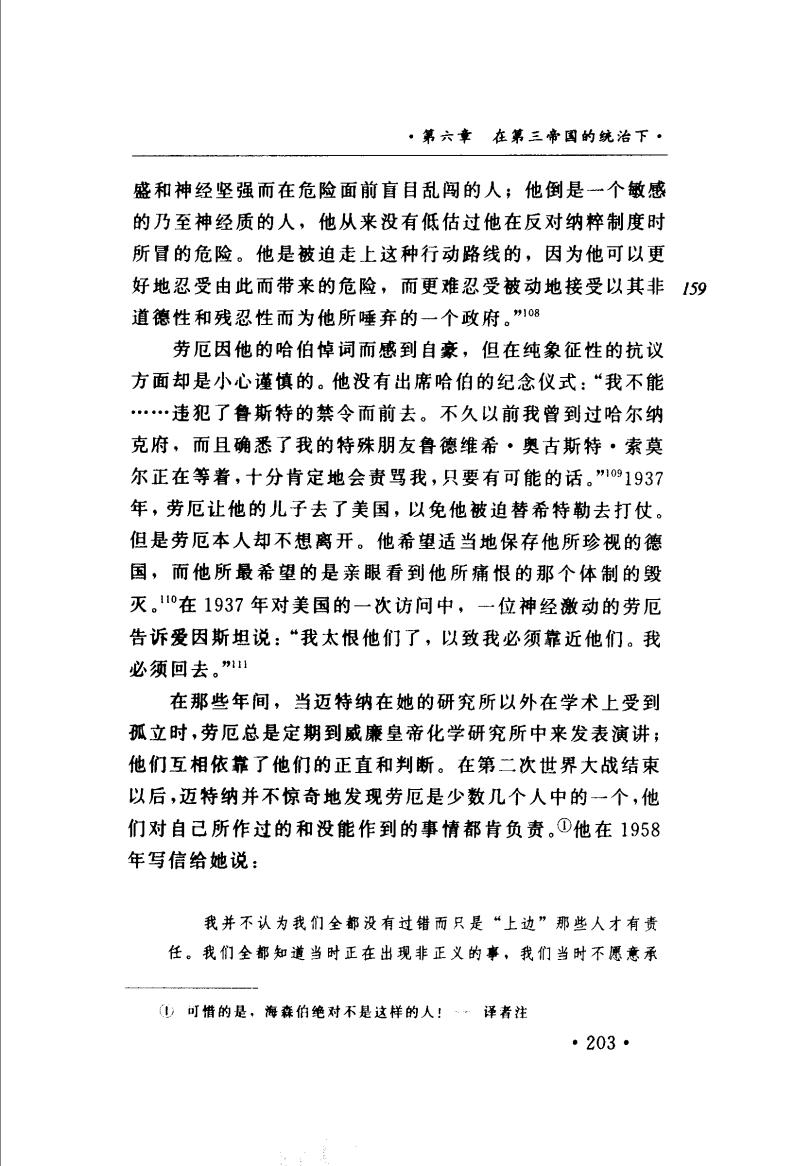 ·第六章　在第三帝国的统治下·
盛和神经坚强而在危险面前盲目乱闯的人；他倒是一个敏感
的乃至神经质的人，他从来没有低估过他在反对纳粹制度时
所冒的危险。他是被迫走上这种行动路线的，因为他可以更
好地忍受由此而带来的危险，而更难忍受被动地接受以其非 159
道德性和残忍性而为他所唾弃的一个政府。”108
劳厄因他的哈伯悼词而感到自豪，但在纯象征性的抗议
方面却是小心谨慎的。他没有出席哈伯的纪念仪式：“我不能
……违犯了鲁斯特的禁令而前去。不久以前我曾到过哈尔纳
克府，而且确悉了我的特殊朋友鲁德维希·奥古斯特·索莫
尔正在等着，十分肯定地会责骂我，只要有可能的话。”109 1937
年，劳厄让他的儿子去了美国，以免他被迫替希特勒去打仗。
但是劳厄本人却不想离开。他希望适当地保存他所珍视的德
国，而他所最希望的是亲眼看到他所痛恨的那个体制的毁
灭。110在 1937 年对美国的一次访问中，一位神经激动的劳厄
告诉爱因斯坦说：“我太恨他们了，以致我必须靠近他们。我
必须回去。”111
在那些年间，当迈特纳在她的研究所以外在学术上受到
孤立时，劳厄总是定期到威廉皇帝化学研究所中来发表演讲；
他们互相依靠了他们的正直和判断。在第二次世界大战结束
以后，迈特纳并不惊奇地发现劳厄是少数几个人中的一个，他
们对自己所作过的和没能作到的事情都肯负责。①他在 1958
年写信给她说：
我并不认为我们全都没有过错而只是“上边”那些人才有责
任。我们全都知道当时正在出现非正义的事，我们当时不愿意承
① 可惜的是，海森伯绝对不是这样的人！—— 译者注
·203·